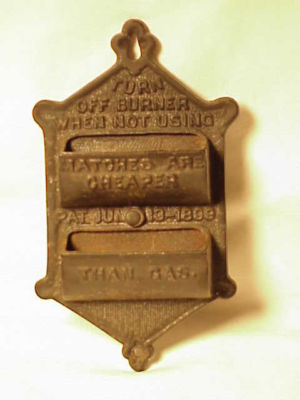 TURN
OFF BURNER
WHEN NOT USING
MATCHES ARE
CHEAPER
PAT. JUN 13-1899
THAN GAS.